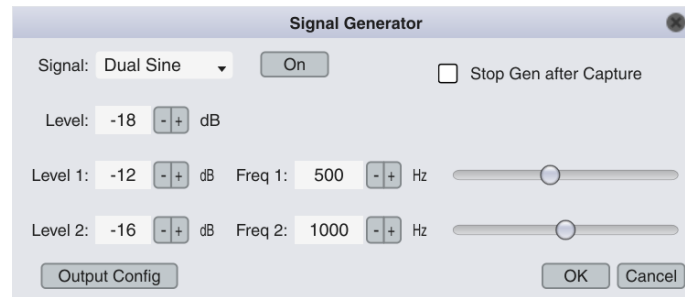 Signal Generator
Signal: Dual Sine On Stop Gen after Capture
Level: -18 - + dB
Level 1: -12 - + dB Freq 1: 500 - + Hz
Level 2: -16 - + dB Freq 2: 1000 - + Hz
Output Config OK Cancel